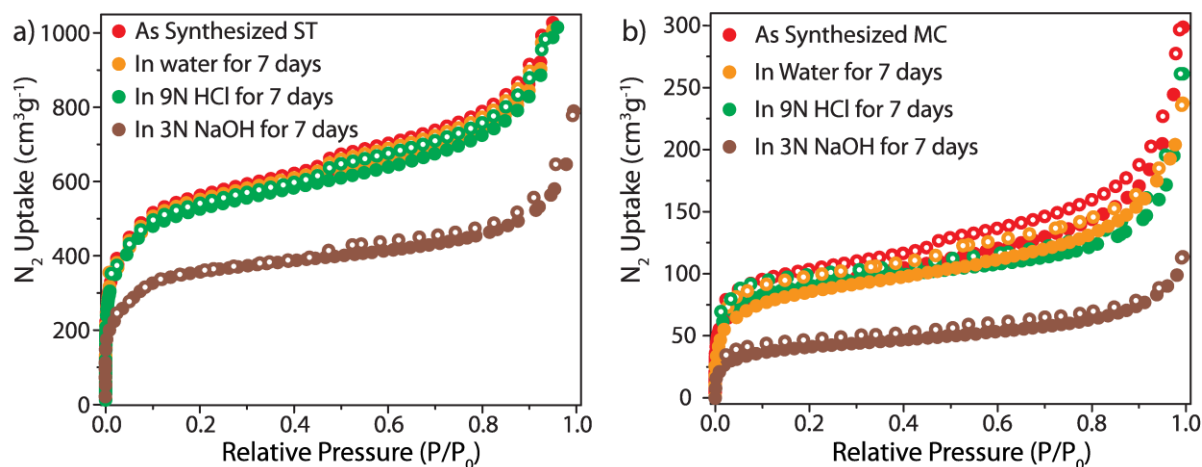 a)
As Synthesized ST
In water for 7 days
In 9N HCl for 7 days
In 3N NaOH for 7 days
N₂ Uptake (cm³g⁻¹)
1000
800
600
400
200
0
0.0 0.2 0.4 0.6 0.8 1.0
Relative Pressure (P/P₀)
b)
As Synthesized MC
In Water for 7 days
In 9N HCl for 7 days
In 3N NaOH for 7 days
N₂ Uptake (cm³g⁻¹)
300
250
200
150
100
50
0
0.0 0.2 0.4 0.6 0.8 1.0
Relative Pressure (P/P₀)